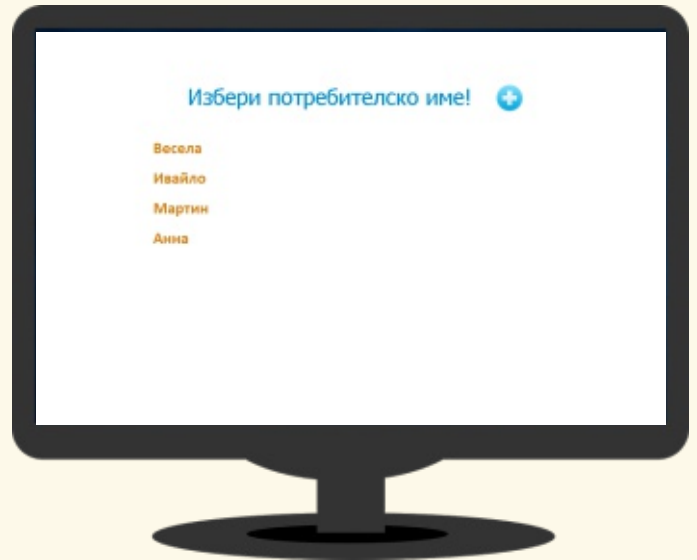 Избери потребителско име!
Весела
Ивайло
Мартин
Анна